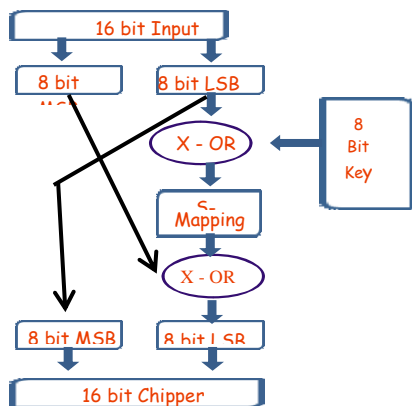 16 bit Input
8 bit
MSB
8 bit LSB
X - OR
8
Bit
Key
S-
Mapping
X - OR
8 bit MSB
8 bit LSB
16 bit Chipper